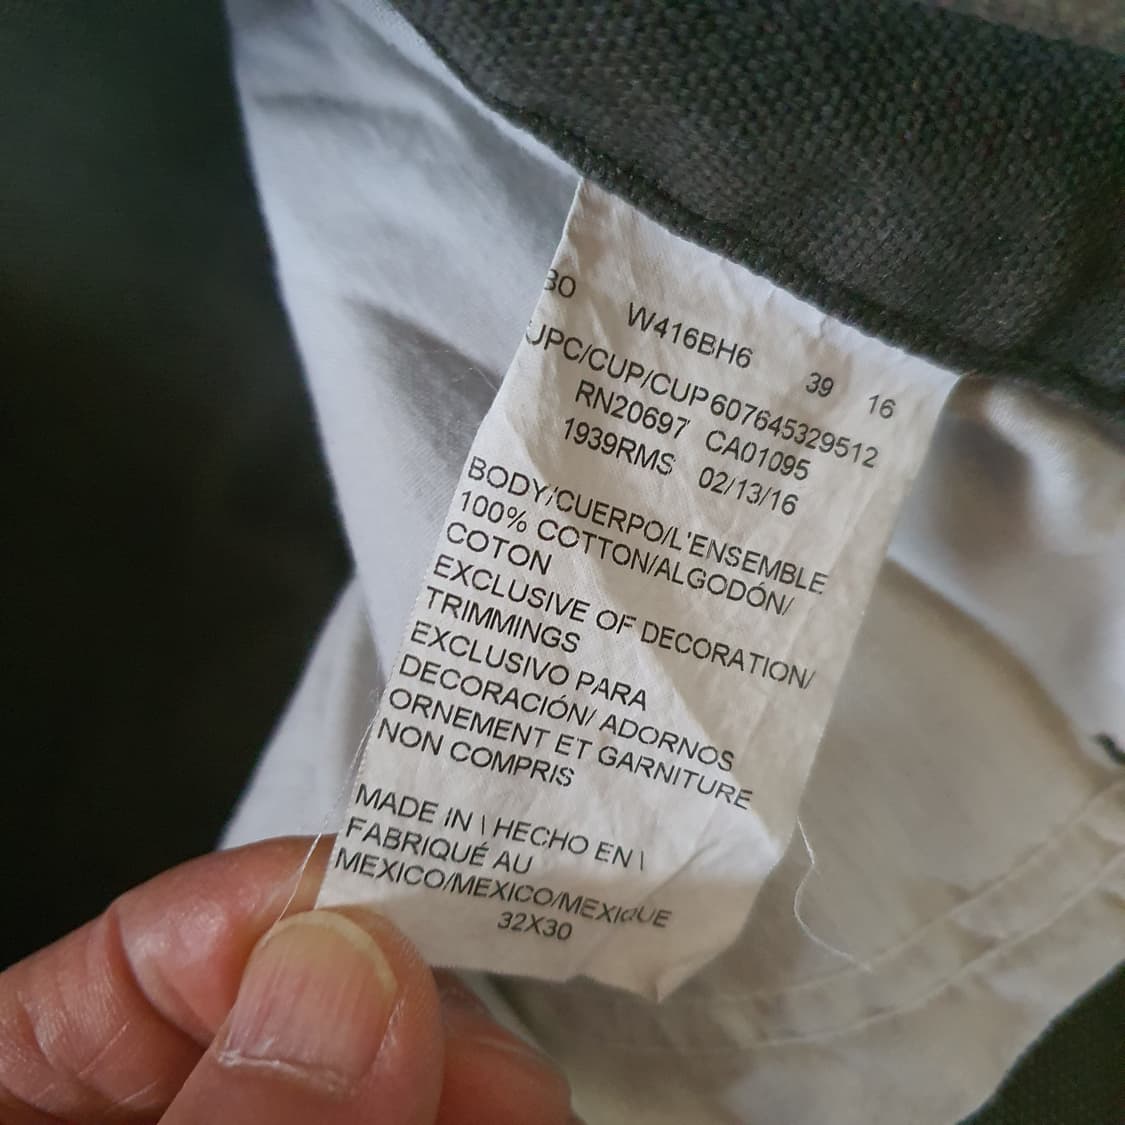 30 W416BH6 39 16
UPC/CUP/CUP 607645329512
RN20697 CA01095
1939RMS 02/13/16
BODY/CUERPO/L'ENSEMBLE
100% COTTON/ALGODÓN/
COTON
EXCLUSIVE OF DECORATION/
TRIMMINGS
EXCLUSIVO PARA
DECORACIÓN/ ADORNOS
ORNEMENT ET GARNITURE
NON COMPRIS
MADE IN \ HECHO EN \
FABRIQUÉ AU
MEXICO/MEXICO/MEXIQUE
32X30